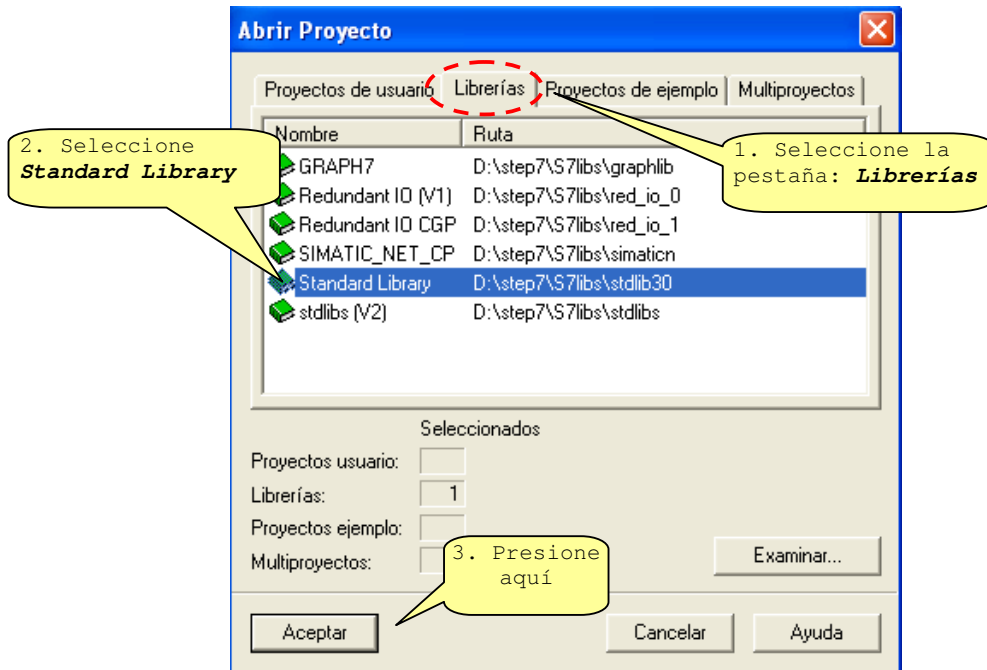 Abrir Proyecto
Proyectos de usuario Librerías Proyectos de ejemplo Multiproyectos
Nombre Ruta
2. Seleccione
Standard Library
1. Seleccione la
pestaña: Librerías
GRAPH7 D:\step7\S7libs\graphlib
Redundant IO (V1) D:\step7\S7libs\red_io_0
Redundant IO CGP D:\step7\S7libs\red_io_1
SIMATIC_NET_CP D:\step7\S7libs\simaticn
Standard Library D:\step7\S7libs\stdlib30
stdlibs (V2) D:\step7\S7libs\stdlibs
Seleccionados
Proyectos usuario:
Librerías: 1
Proyectos ejemplo:
Multiproyectos:
3. Presione
aquí
Examinar...
Aceptar Cancelar Ayuda